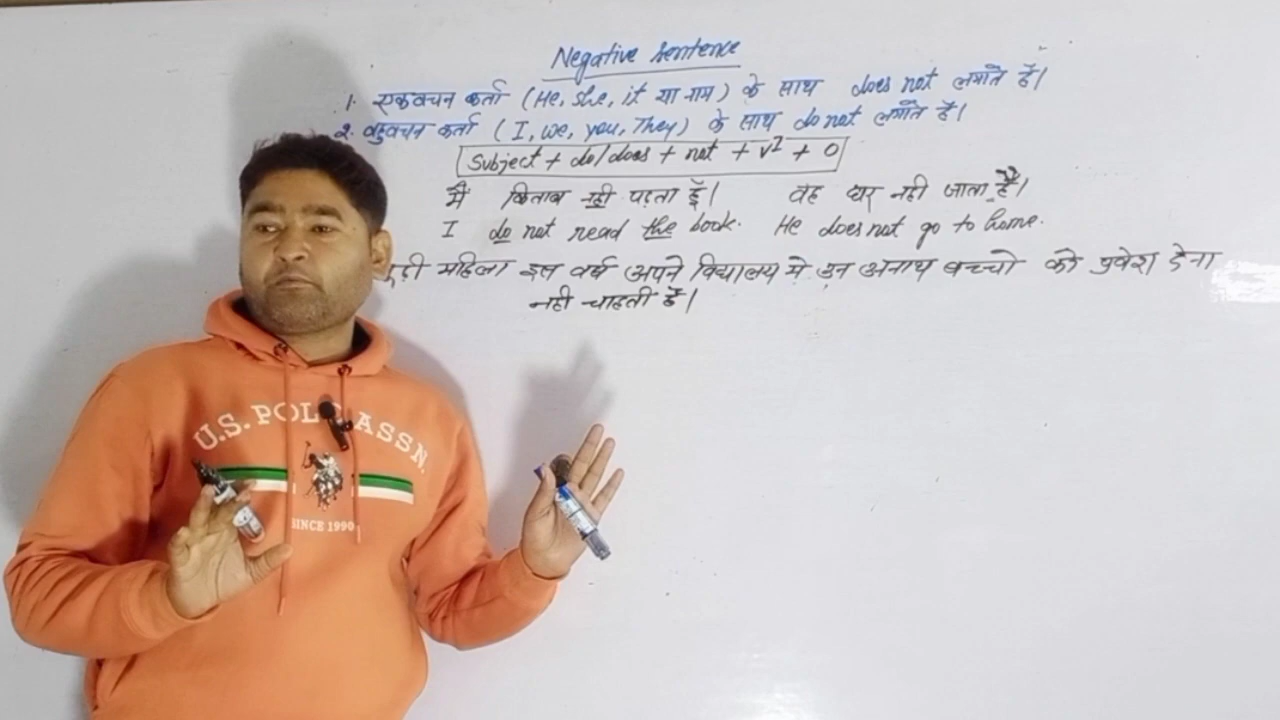 Negative Sentence
1. एकवचन कर्ता (He, She, it या नाम) के साथ does not लगाते हैं।
2. बहुवचन कर्ता (I, we, you, They) के साथ do not लगाते हैं।
Subject + do/does + not + v¹ + O
मैं किताब नही पढ़ता हूँ। वह घर नही जाता है।
I do not read the book. He does not go to home.
महिला इस वर्ष अपने विद्यालय मे उन अनाथ बच्चो को प्रवेश देना
नही चाहती है।
U.S. POLO ASSN.
SINCE 1990